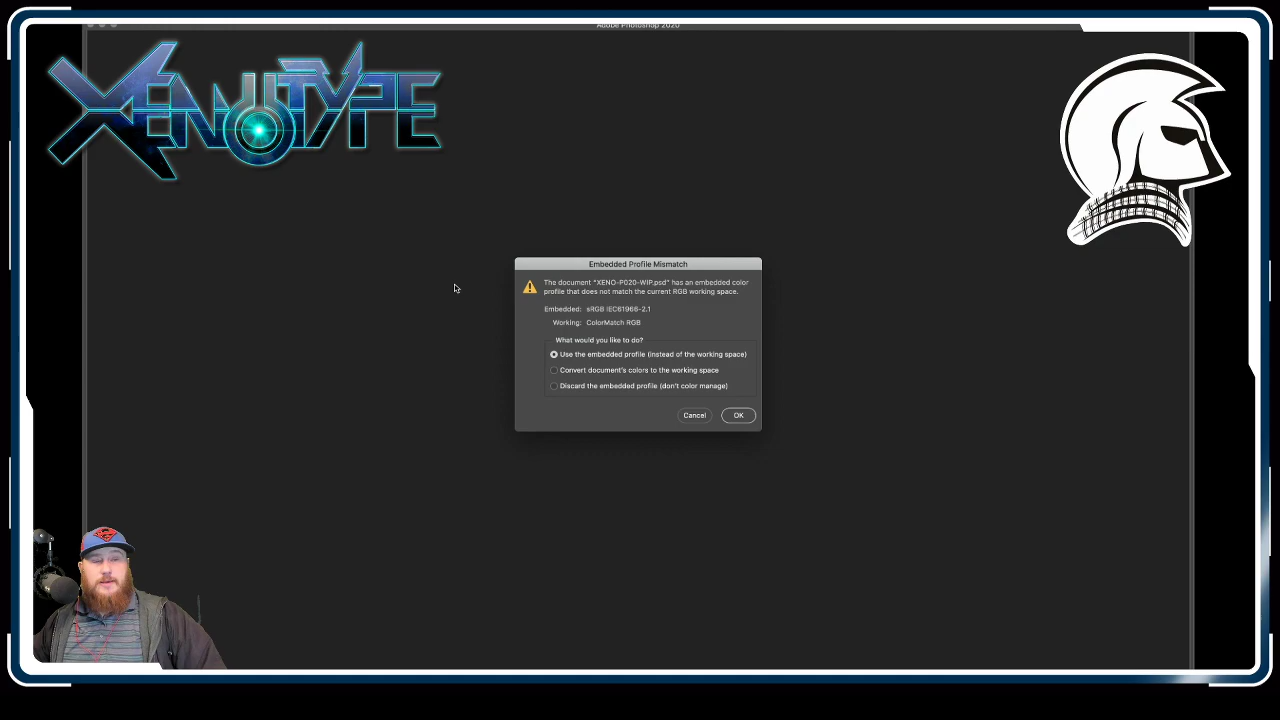 Adobe Photoshop 2020
XENOTYPE
Embedded Profile Mismatch
The document "XENO-P020-WIP.psd" has an embedded color
profile that does not match the current RGB working space.
Embedded: sRGB IEC61966-2.1
Working: ColorMatch RGB
What would you like to do?
Use the embedded profile (instead of the working space)
Convert document's colors to the working space
Discard the embedded profile (don't color manage)
Cancel OK